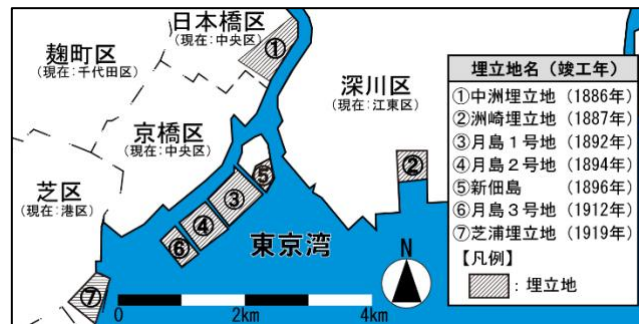 日本橋区
(現在:中央区)
麹町区
(現在:千代田区)
深川区
(現在:江東区)
京橋区
(現在:中央区)
芝区
(現在:港区)
①
②
③
④
⑤
⑥
⑦
東京湾
N
0
2km
4km
埋立地名(竣工年)
①中洲埋立地(1886年)
②洲崎埋立地(1887年)
③月島1号地(1892年)
④月島2号地(1894年)
⑤新佃島(1896年)
⑥月島3号地(1912年)
⑦芝浦埋立地(1919年)
【凡例】
:埋立地